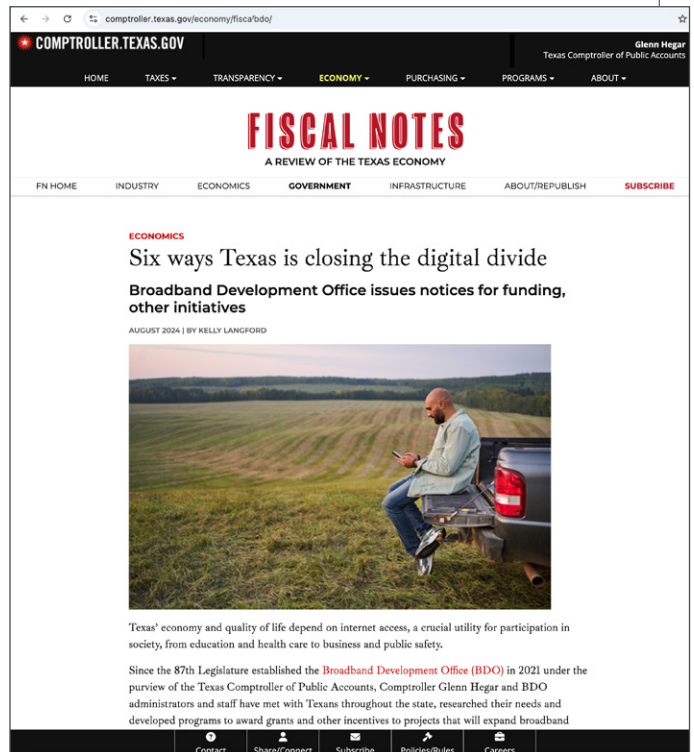 comptroller.texas.gov/economy/fisca'bdo/
COMPTROLLER.TEXAS.GOV
Glenn Hegar
Texas Comptroller of Public Accounts
HOME TAXES TRANSPARENCY ECONOMY PURCHASING PROGRAMS ABOUT
FISCAL NOTES
A REVIEW OF THE TEXAS ECONOMY
FN HOME INDUSTRY ECONOMICS GOVERNMENT INFRASTRUCTURE ABOUT/REPUBLISH SUBSCRIBE
ECONOMICS
Six ways Texas is closing the digital divide
Broadband Development Office issues notices for funding,
other initiatives
AUGUST 2024 | BY KELLY LANGFORD
Texas' economy and quality of life depend on internet access, a crucial utility for participation in
society, from education and health care to business and public safety.
Since the 87th Legislature established the Broadband Development Office (BDO) in 2021 under the
purview of the Texas Comptroller of Public Accounts, Comptroller Glenn Hegar and BDO
administrators and staff have met with Texans throughout the state, researched their needs and
developed programs to award grants and other incentives to projects that will expand broadband
Contact Share/Connect Subscribe Policies/Rules Careers